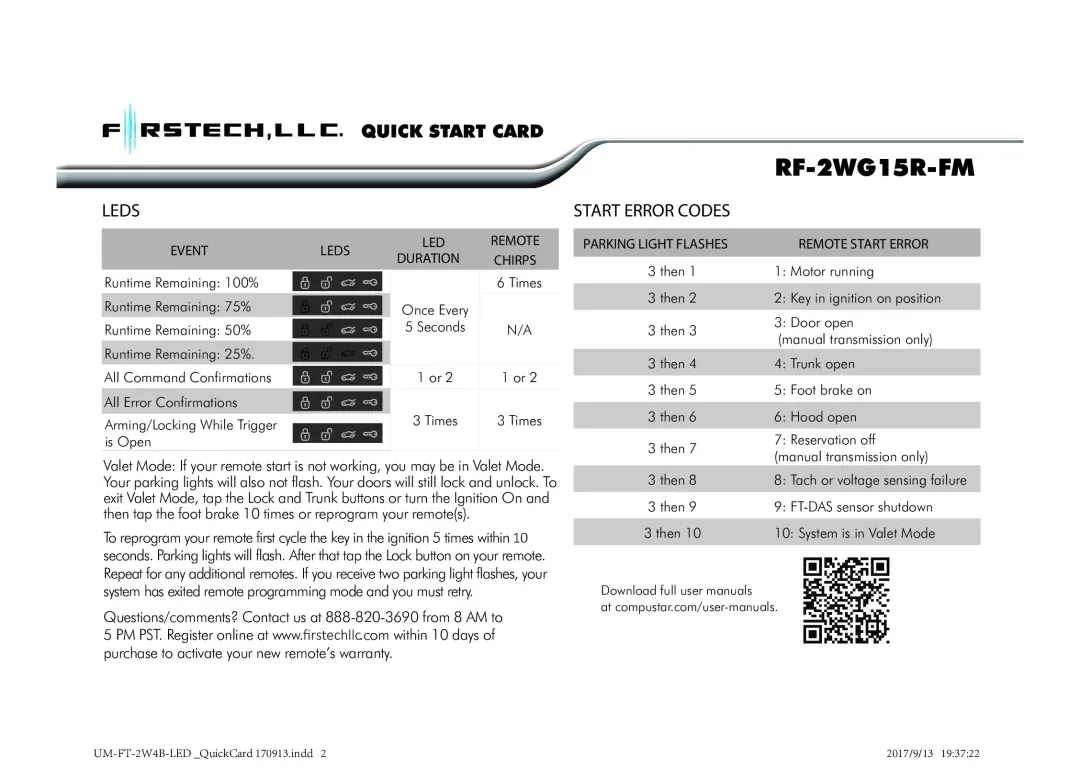 FIRSTECH,LLC. QUICK START CARD
RF-2WG15R-FM
LEDS
EVENT LEDS LED DURATION REMOTE CHIRPS
Runtime Remaining: 100% 6 Times
Runtime Remaining: 75%
Once Every
5 Seconds
Runtime Remaining: 50% N/A
Runtime Remaining: 25%.
All Command Confirmations 1 or 2 1 or 2
All Error Confirmations
3 Times 3 Times
Arming/Locking While Trigger
is Open
Valet Mode: If your remote start is not working, you may be in Valet Mode.
Your parking lights will also not flash. Your doors will still lock and unlock. To
exit Valet Mode, tap the Lock and Trunk buttons or turn the Ignition On and
then tap the foot brake 10 times or reprogram your remote(s).
To reprogram your remote first cycle the key in the ignition 5 times within 10
seconds. Parking lights will flash. After that tap the Lock button on your remote.
Repeat for any additional remotes. If you receive two parking light flashes, your
system has exited remote programming mode and you must retry.
Questions/comments? Contact us at 888-820-3690 from 8 AM to
5 PM PST. Register online at www.firstechllc.com within 10 days of
purchase to activate your new remote's warranty.
START ERROR CODES
PARKING LIGHT FLASHES REMOTE START ERROR
3 then 1 1: Motor running
3 then 2 2: Key in ignition on position
3 then 3 3: Door open
(manual transmission only)
3 then 4 4: Trunk open
3 then 5 5: Foot brake on
3 then 6 6: Hood open
3 then 7 7: Reservation off
(manual transmission only)
3 then 8 8: Tach or voltage sensing failure
3 then 9 9: FT-DAS sensor shutdown
3 then 10 10: System is in Valet Mode
Download full user manuals
at compustar.com/user-manuals.
UM-FT-2W4B-LED _QuickCard 170913.indd 2
2017/9/13 19:37:22